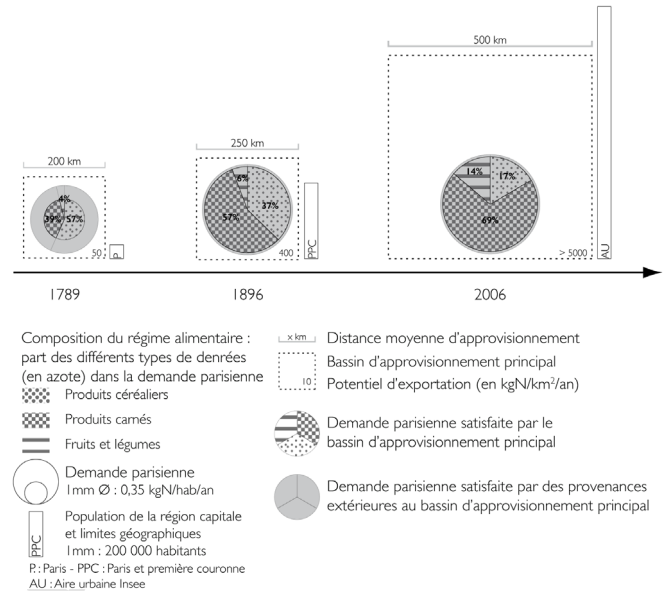 500 km
200 km
250 km
4%
39%
57%
50
P.
6%
37%
57%
400
PPC
14%
17%
69%
> 5000
AU
1789
1896
2006
Composition du régime alimentaire :
part des différents types de denrées
(en azote) dans la demande parisienne
Produits céréaliers
Produits carnés
Fruits et légumes
Demande parisienne
1mm Ø : 0,35 kgN/hab/an
PPC
Population de la région capitale
et limites géographiques
1mm : 200 000 habitants
P. : Paris - PPC : Paris et première couronne
AU : Aire urbaine Insee
x km
Distance moyenne d'approvisionnement
Bassin d'approvisionnement principal
10
Potentiel d'exportation (en kgN/km²/an)
Demande parisienne satisfaite par le
bassin d'approvisionnement principal
Demande parisienne satisfaite par des provenances
extérieures au bassin d'approvisionnement principal